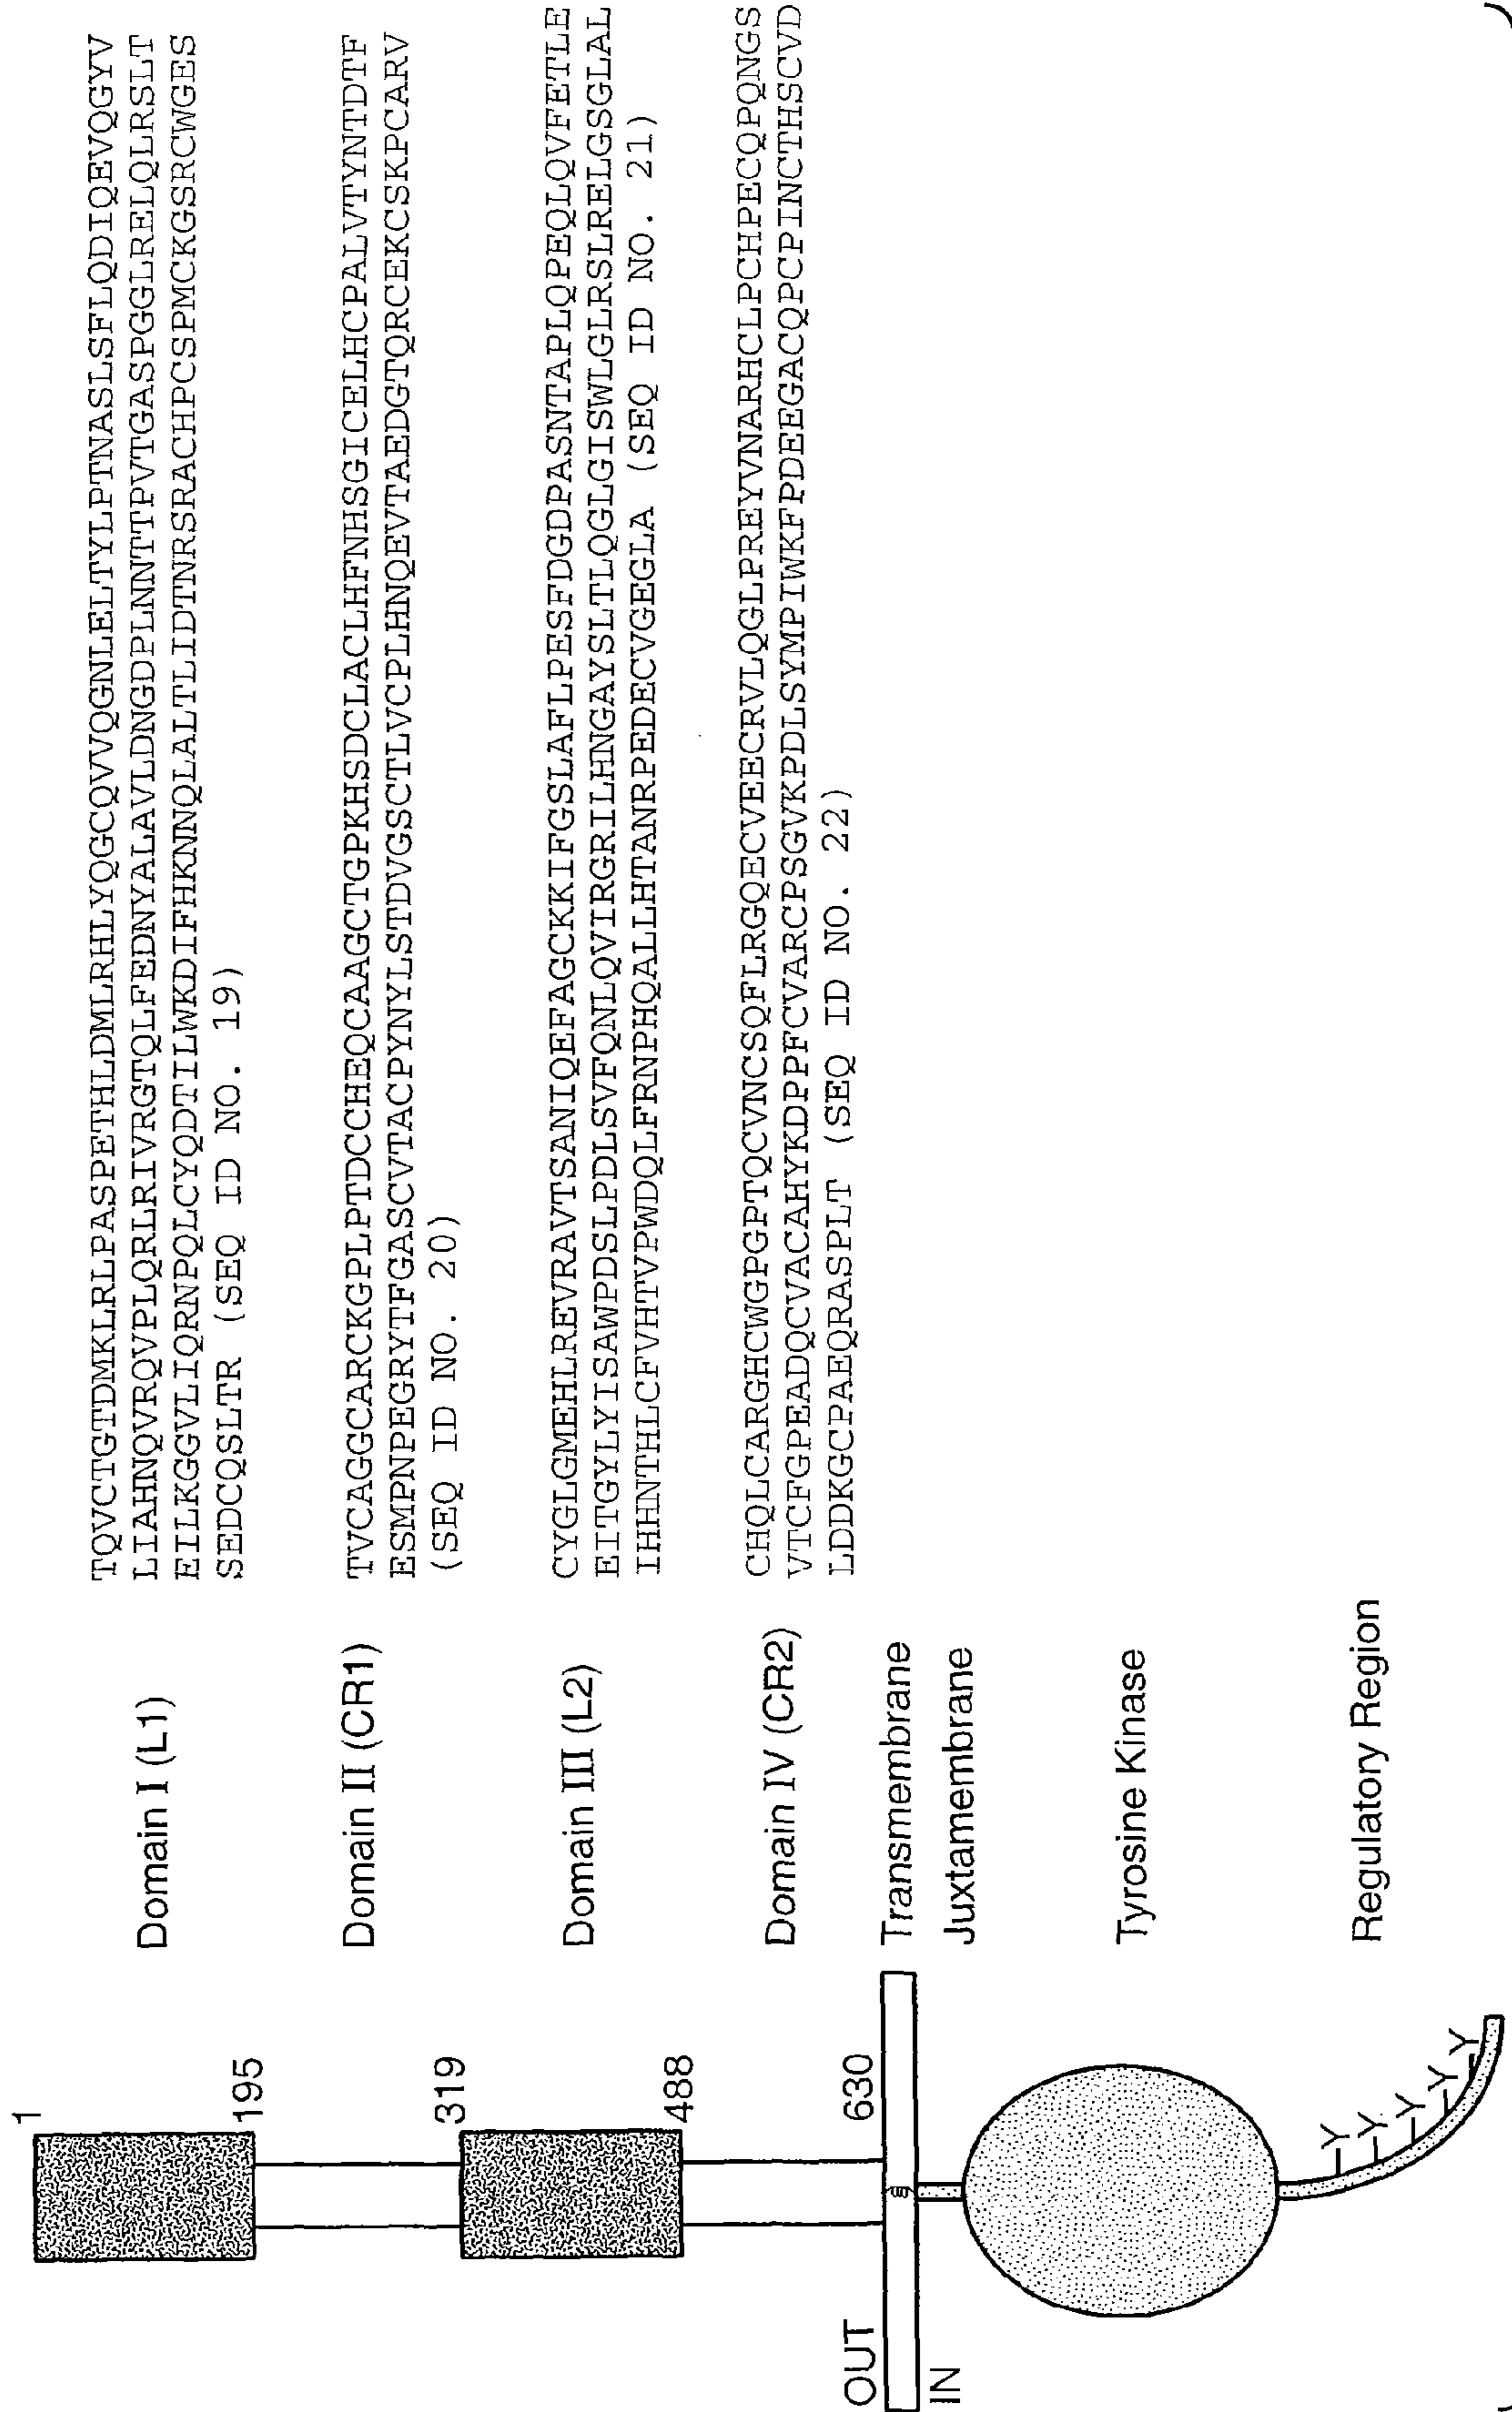 1
Domain I (L1)
TQVCTGTDMKLRLPASPETHLDMLRHLYQGCQVVQGNLELTYLPTNASLSFLQDIQEVQGYV
LIAHNQVRQVPLQRLRIVRGTQLFEDNYALAVLDNGDPLNNTTPVTGASPGGLRELQLRSLT
EILKGGVLIQRNPQLCYQDTILWKDIFHKNNQLALTLIDTNRSRACHPCSPMCKGSRCWGES
SEDCQSLTR (SEQ ID NO. 19)
195
Domain II (CR1)
TVCAGGCARCKGPLPTDCCHEQCAAGCTGPKHSDCLACLHFNHSGICELHCPALVTYNTDTF
ESMPNPEGRYTFGASCVTACPYNYLSTDVGSCTLVCPLHNQEVTAEDGTQRCEKCSKPCARV
(SEQ ID NO. 20)
319
Domain III (L2)
CYGLGMEHLREVRAVTSANIQEFAGCKKIFGSLAFLPESFDGDPASNTAPLQPEQLQVFETLE
EITGYLYISAWPDSLPDLSVFQNLQVIRGRILHNGAYSLTLQGLGISWLGLRSLRELGSGLAL
IHHNTHLCFVHTVPWDQLFRNPHQALLHTANRPEDECVGEGLA (SEQ ID NO. 21)
488
Domain IV (CR2)
CHQLCARGHCWGPGPTQCVNCSQFLRGQECVEECRVLQGLPREYVNARHCLPCHPECQPQNGS
VTCFGPEADQCVACAHYKDPPFCVARCPSGVKPDLSYMPIWKFPDEEGACQPCPINCTHSCVD
LDDKGCPAEQRASPLT (SEQ ID NO. 22)
630
OUT
Transmembrane
IN
Juxtamembrane
Tyrosine Kinase
Regulatory Region
Y
Y
Y
Y
Y